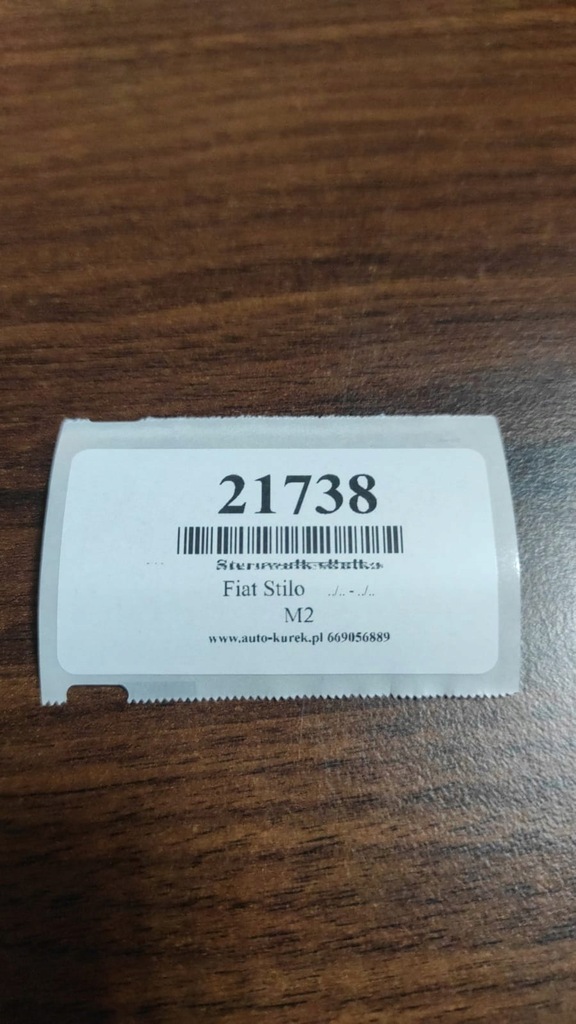 21738
Fiat Stilo ../.. - ../..
M2
www.auto-kurek.pl 669056889